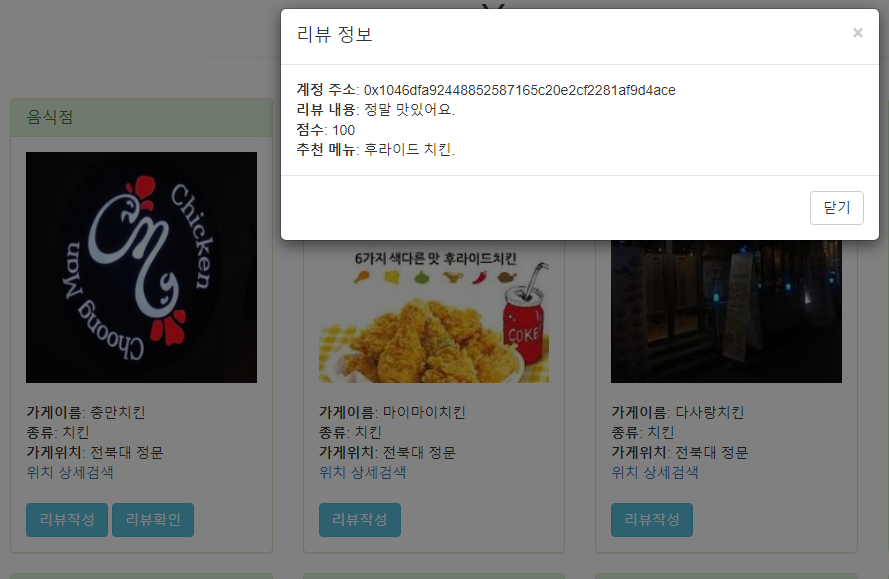 리뷰 정보
×
계정 주소: 0x1046dfa92448852587165c20e2cf2281af9d4ace
리뷰 내용: 정말 맛있어요.
점수: 100
추천 메뉴: 후라이드 치킨.
닫기
음식점
Chicken
Choong Man
6가지 색다른 맛 후라이드치킨
COKE
가게이름: 충만치킨
종류: 치킨
가게위치: 전북대 정문
위치 상세검색
리뷰작성 리뷰확인
가게이름: 마이마이치킨
종류: 치킨
가게위치: 전북대 정문
위치 상세검색
리뷰작성
가게이름: 다사랑치킨
종류: 치킨
가게위치: 전북대 정문
위치 상세검색
리뷰작성